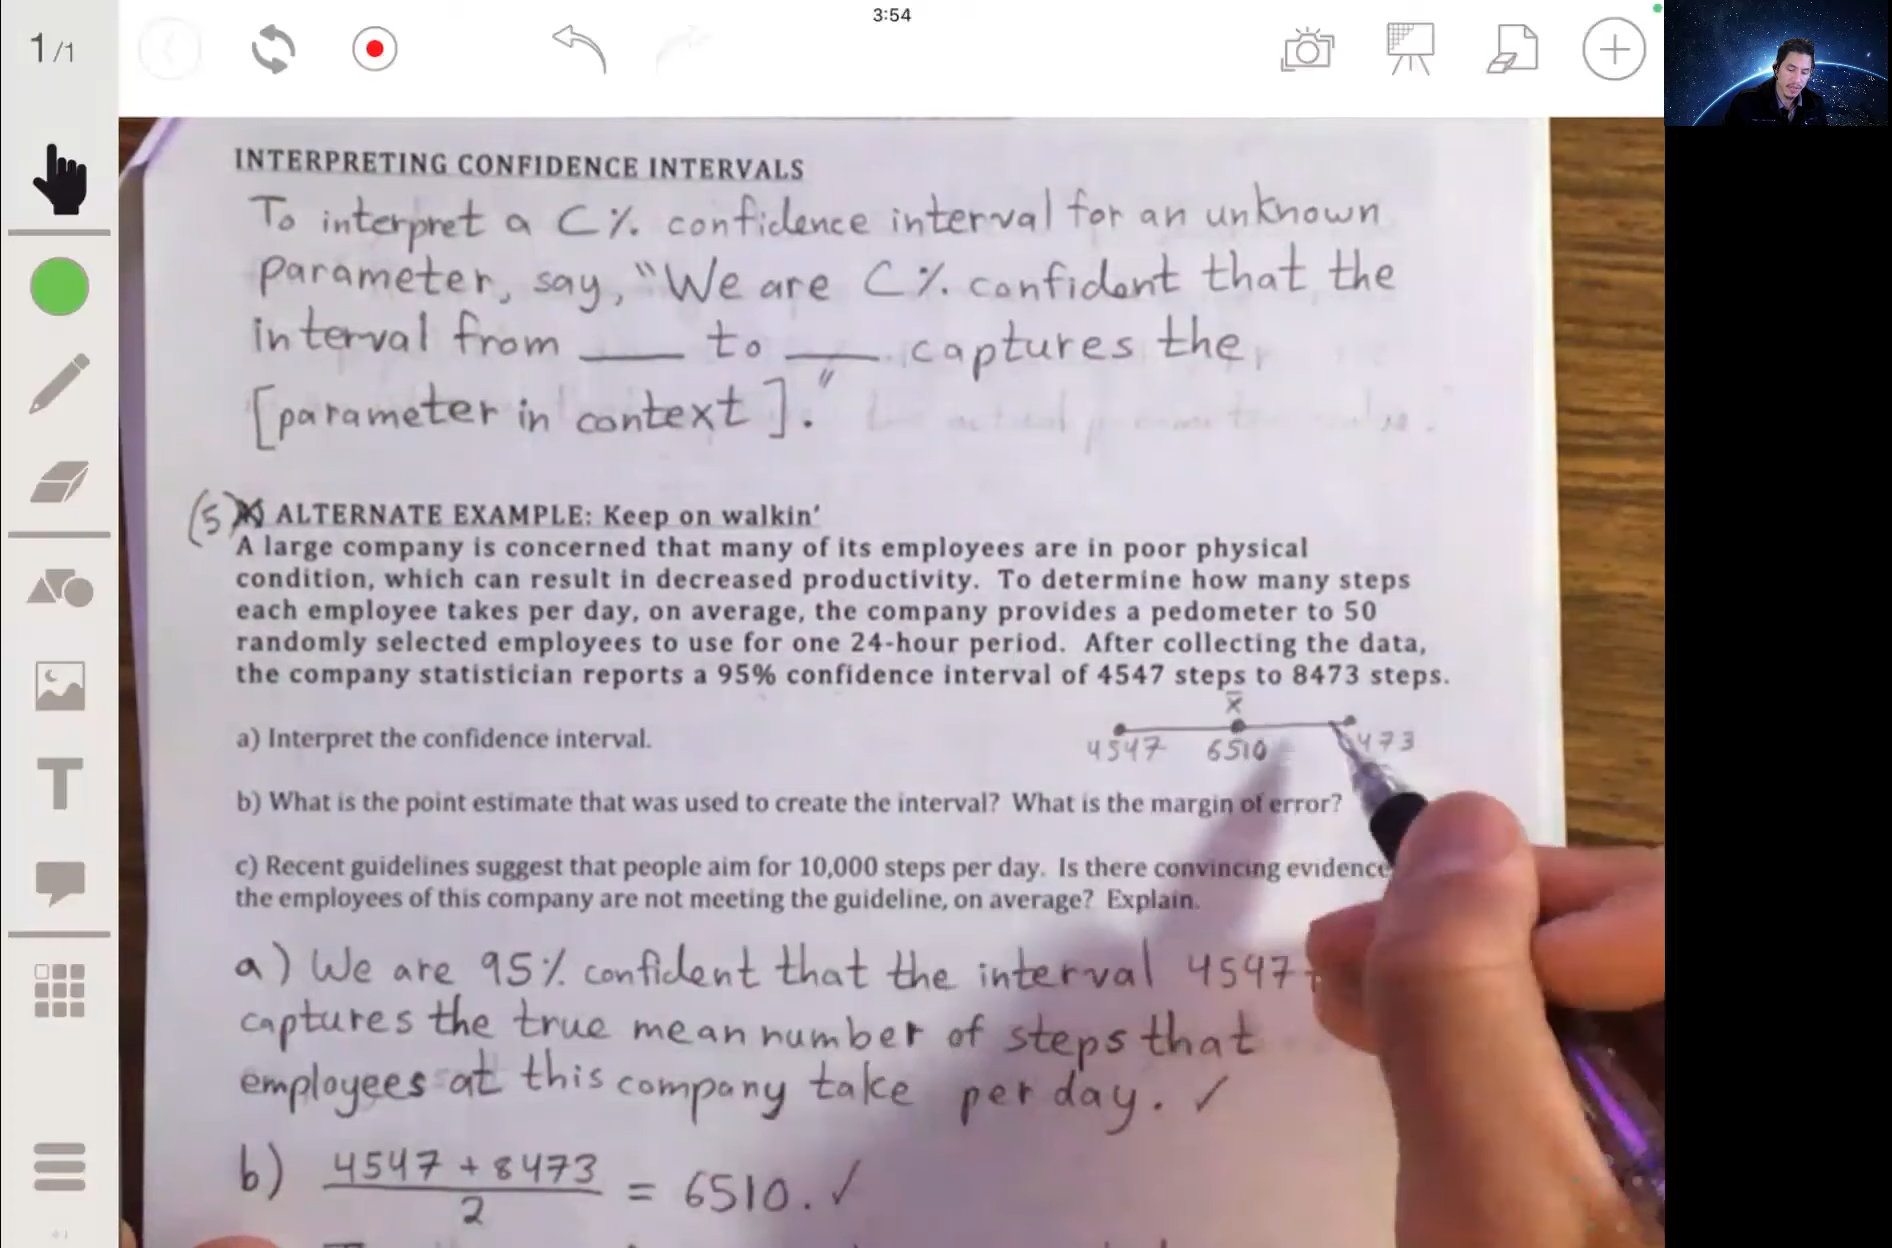 3:54
1/1
INTERPRETING CONFIDENCE INTERVALS
To interpret a C% confidence interval for an unknown
parameter, say, "We are C% confident that the
interval from ___ to ___ captures the
[parameter in context]."
(5) ALTERNATE EXAMPLE: Keep on walkin'
A large company is concerned that many of its employees are in poor physical
condition, which can result in decreased productivity. To determine how many steps
each employee takes per day, on average, the company provides a pedometer to 50
randomly selected employees to use for one 24-hour period. After collecting the data,
the company statistician reports a 95% confidence interval of 4547 steps to 8473 steps.
x̄
a) Interpret the confidence interval.
4547 6510 473
b) What is the point estimate that was used to create the interval? What is the margin of error?
c) Recent guidelines suggest that people aim for 10,000 steps per day. Is there convincing evidence
the employees of this company are not meeting the guideline, on average? Explain.
a) We are 95% confident that the interval 4547
captures the true mean number of steps that
employees at this company take per day. ✓
b) 4547 + 8473
= 6510. ✓
2